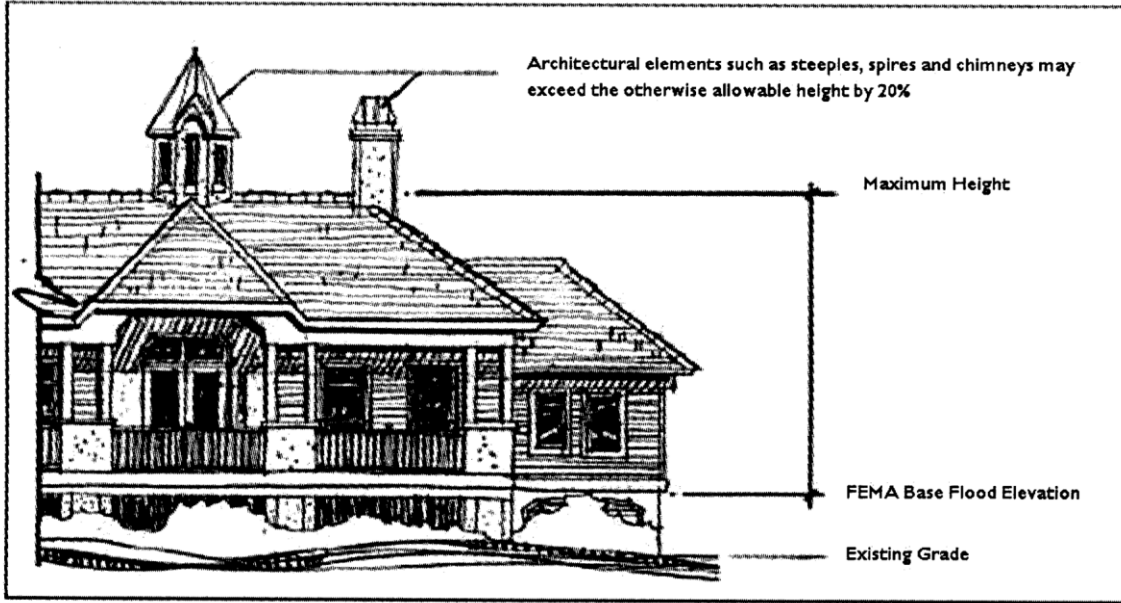 Architectural elements such as steeples, spires and chimneys may
exceed the otherwise allowable height by 20%
Maximum Height
FEMA Base Flood Elevation
Existing Grade